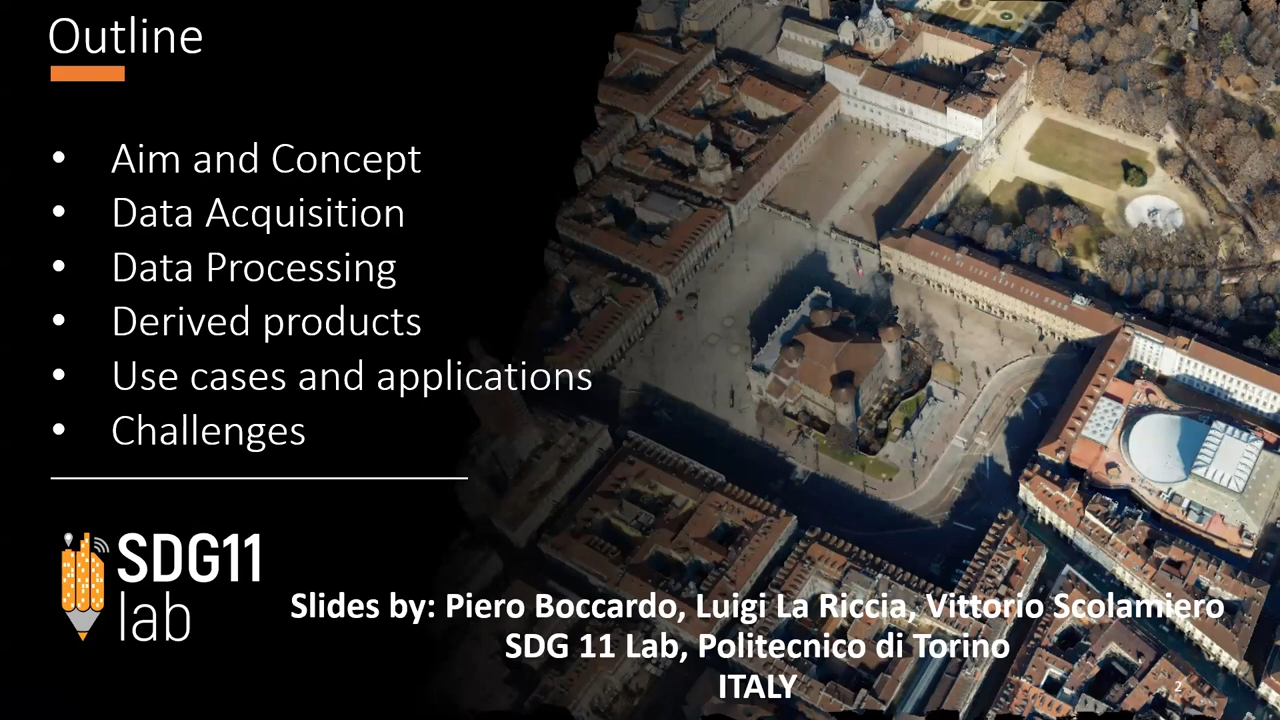 Outline
• Aim and Concept
• Data Acquisition
• Data Processing
• Derived products
• Use cases and applications
• Challenges
SDG11
lab
Slides by: Piero Boccardo, Luigi La Riccia, Vittorio Scolamiero
SDG 11 Lab, Politecnico di Torino
ITALY
2